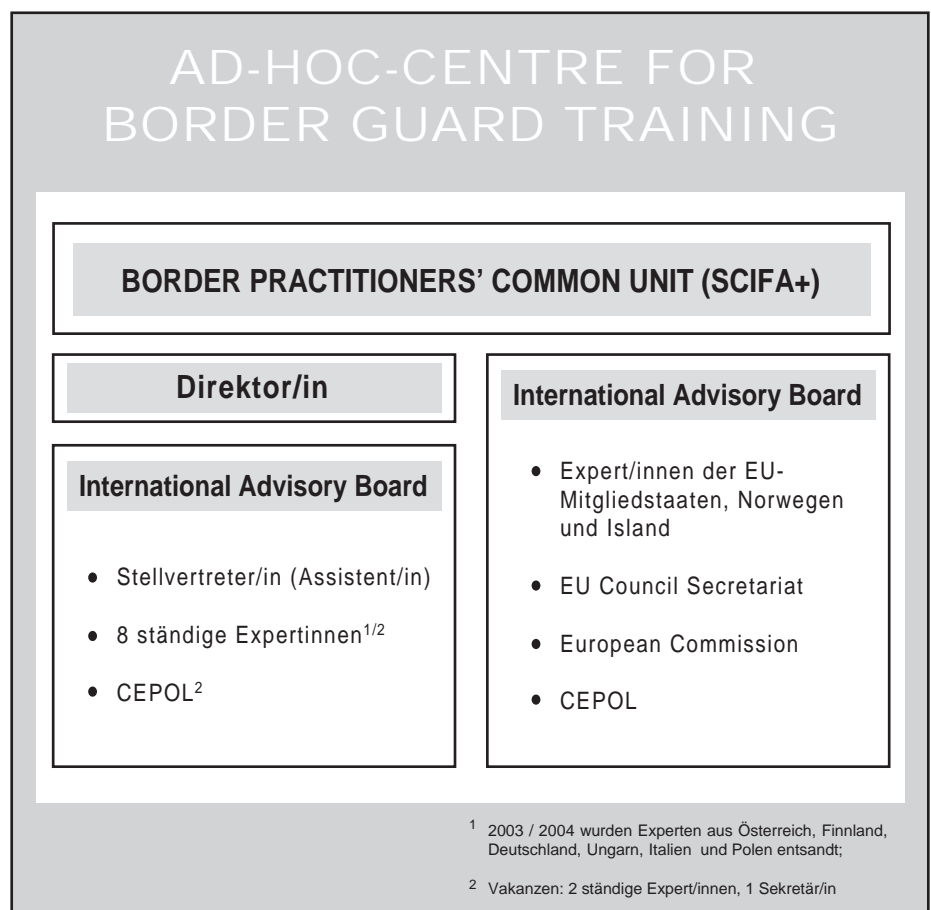 AD-HOC-CENTRE FOR
BORDER GUARD TRAINING
BORDER PRACTITIONERS’ COMMON UNIT (SCIFA+)
Direktor/in
International Advisory Board
Stellvertreter/in (Assistent/in)
8 ständige Expertinnen1/2
CEPOL2
International Advisory Board
Expert/innen der EU-
Mitgliedstaaten, Norwegen
und Island
EU Council Secretariat
European Commission
CEPOL
1 2003 / 2004 wurden Experten aus Österreich, Finnland,
Deutschland, Ungarn, Italien und Polen entsandt;
2 Vakanzen: 2 ständige Expert/innen, 1 Sekretär/in